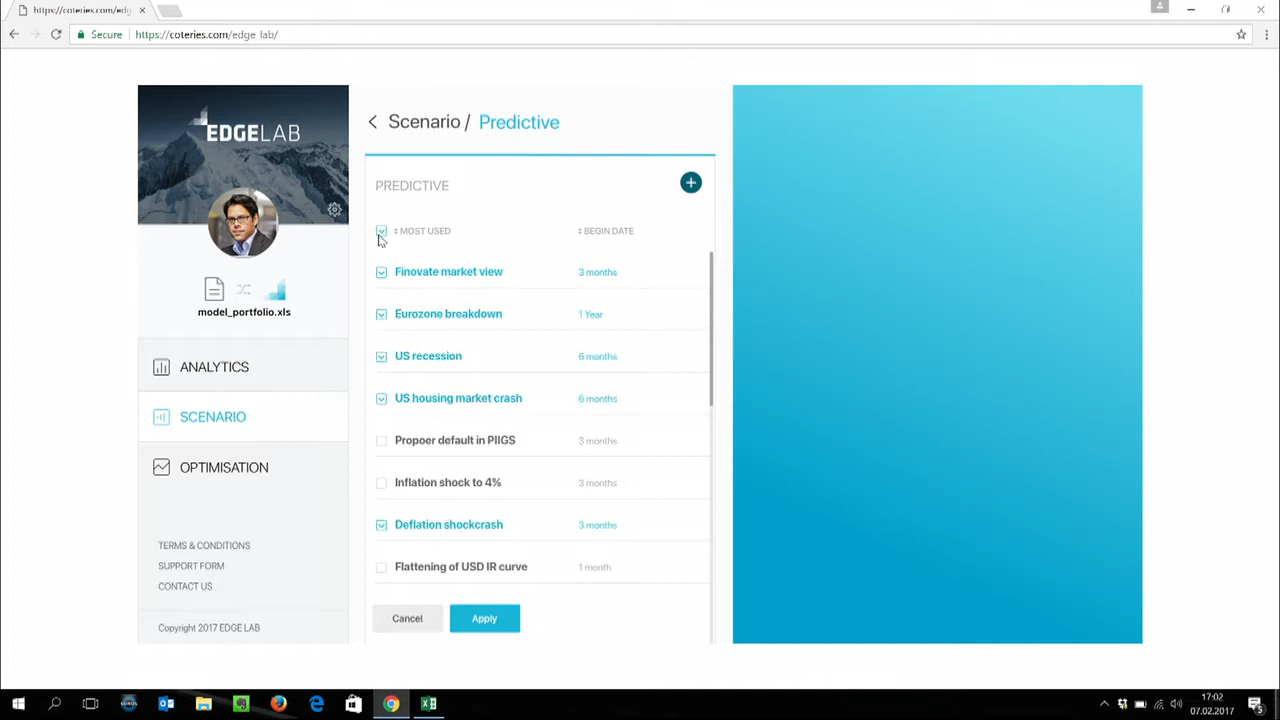 https://coteries.com/edg
Secure
https://coteries.com/edge_lab/
EDGELAB
model_portfolio.xls
ANALYTICS
SCENARIO
OPTIMISATION
TERMS & CONDITIONS
SUPPORT FORM
CONTACT US
Copyright 2017 EDGE LAB
Scenario / Predictive
PREDICTIVE
MOST USED BEGIN DATE
Finovate market view 3 months
Eurozone breakdown 1 Year
US recession 6 months
US housing market crash 6 months
Propoer default in PIIGS 3 months
Inflation shock to 4% 3 months
Deflation shockcrash 3 months
Flattening of USD IR curve 1 month
Cancel Apply
17:02
07.02.2017
5